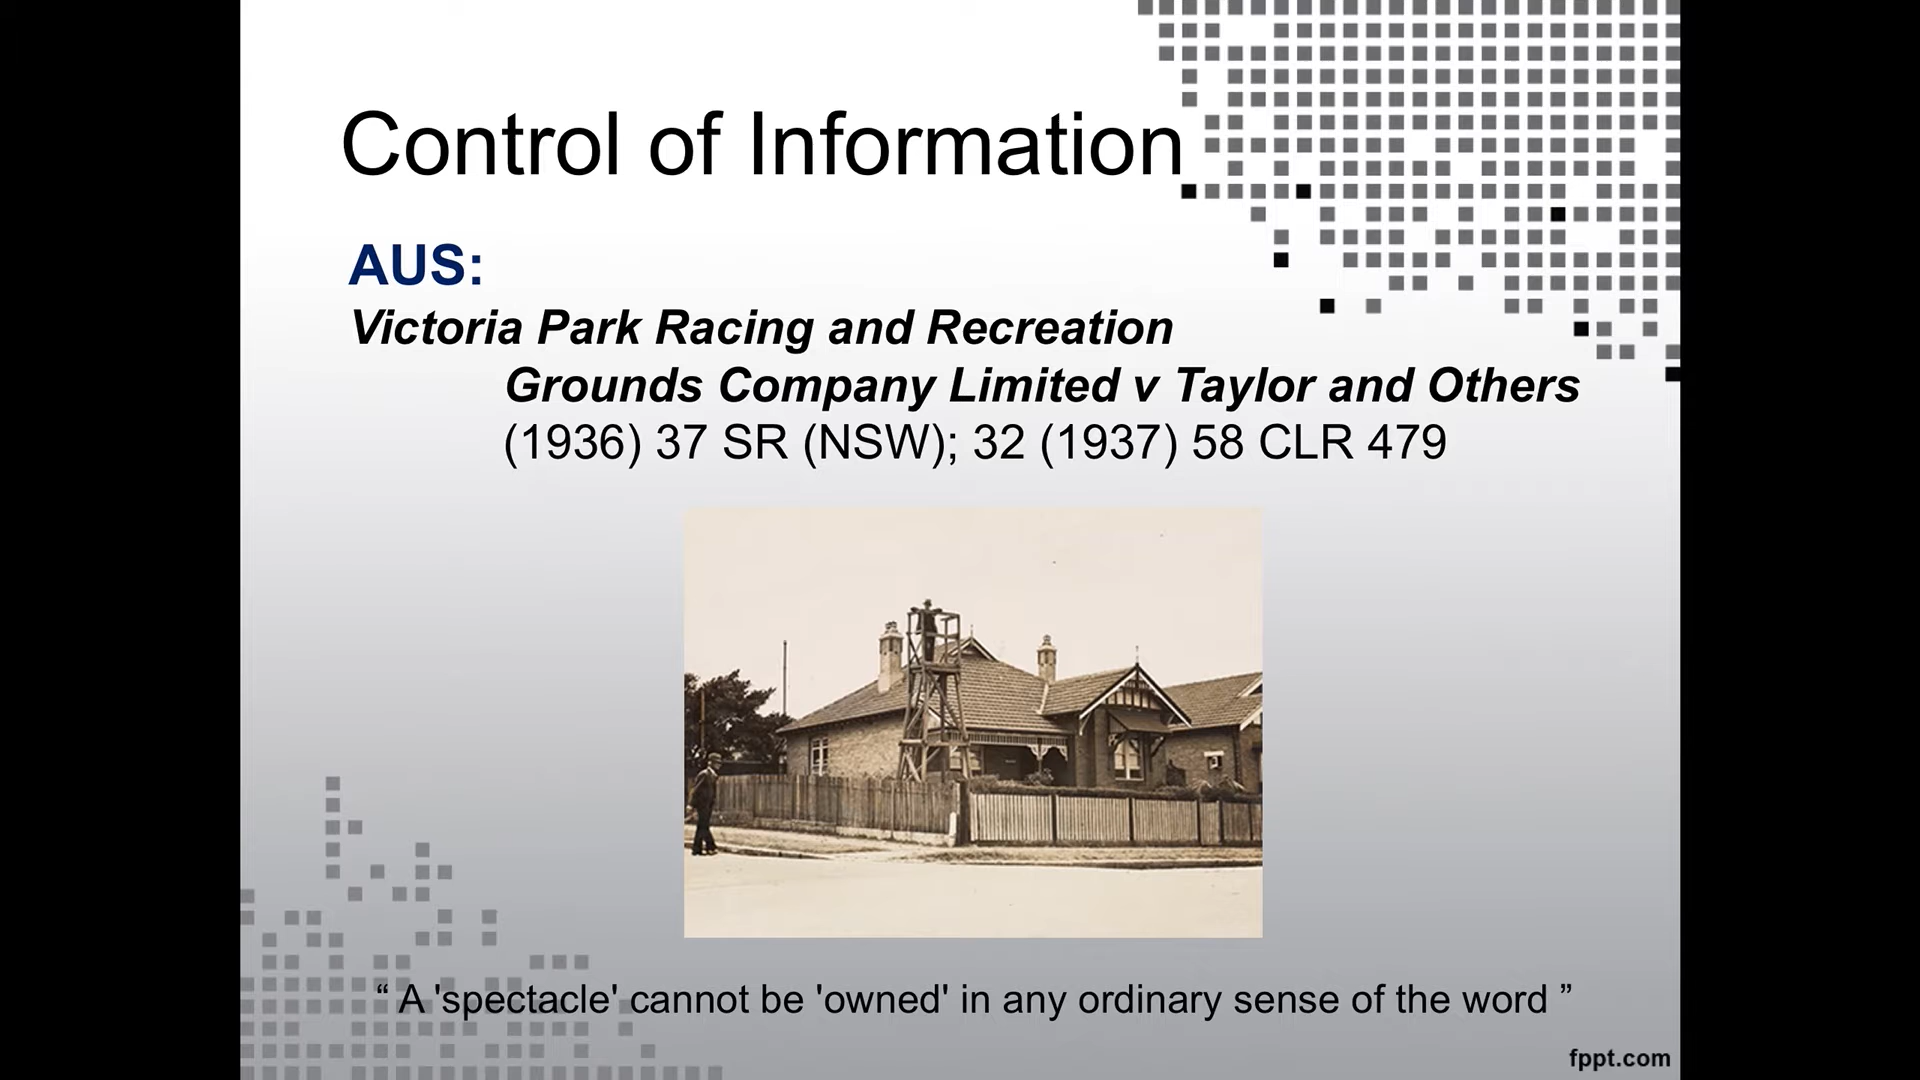 Control of Information
AUS:
Victoria Park Racing and Recreation
Grounds Company Limited v Taylor and Others
(1936) 37 SR (NSW); 32 (1937) 58 CLR 479
“ A 'spectacle' cannot be 'owned' in any ordinary sense of the word ”
fppt.com